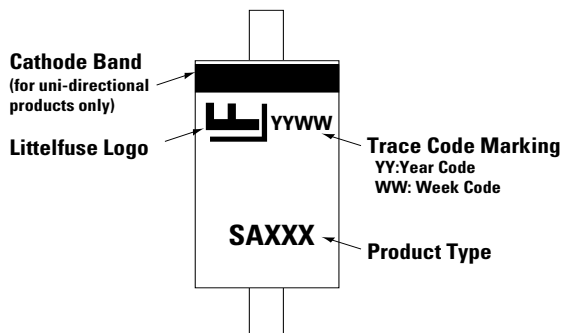 Cathode Band
(for uni-directional
products only)
Littelfuse Logo
YYWW
Trace Code Marking
YY:Year Code
WW: Week Code
SAXXX
Product Type